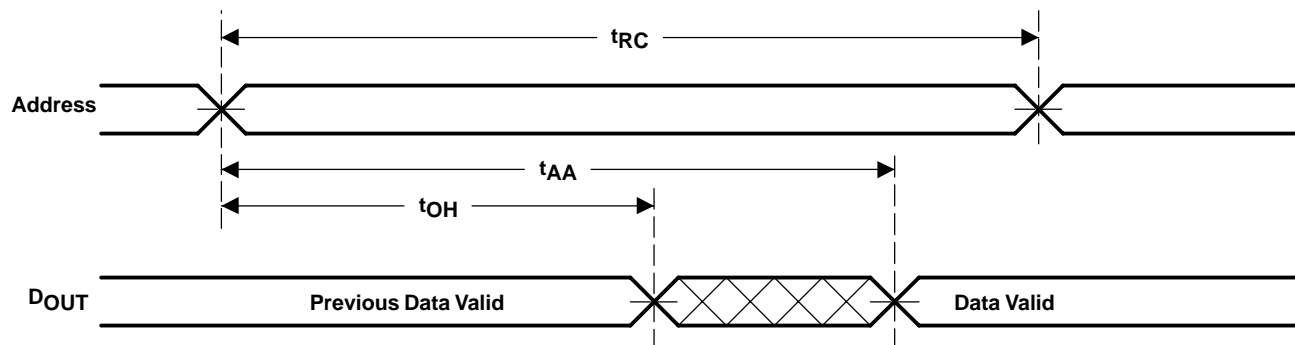 tRC
Address
tAA
tOH
DOUT
Previous Data Valid
Data Valid